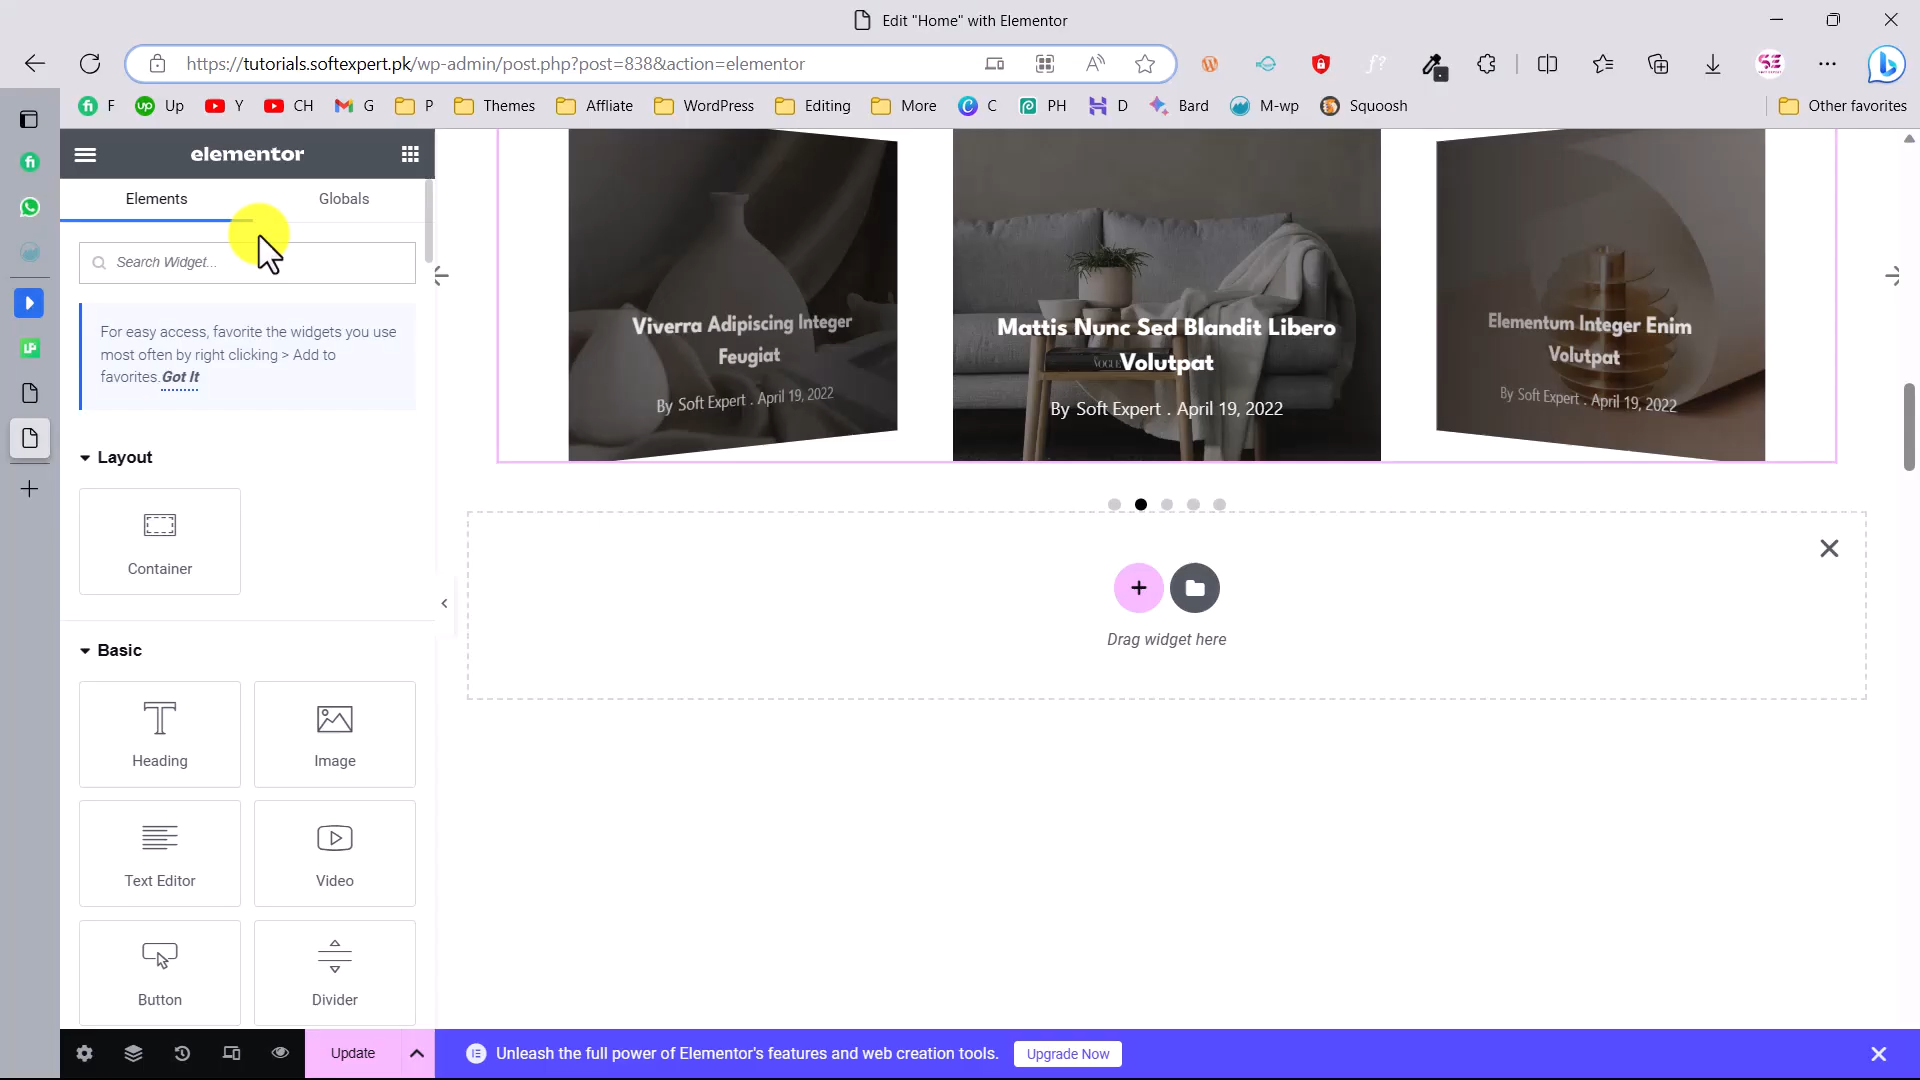 Edit "Home" with Elementor
https://tutorials.softexpert.pk/wp-admin/post.php?post=838&action=elementor
F
Up
Y
CH
G
P
Themes
Affliate
WordPress
Editing
More
C
PH
D
Bard
M-wp
Squoosh
Other favorites
elementor
Elements
Globals
Search Widget...
For easy access, favorite the widgets you use
most often by right clicking > Add to
favorites. Got It
Layout
Container
Basic
Heading
Image
Text Editor
Video
Button
Divider
Update
Viverra Adipiscing Integer
Feugiat
By Soft Expert . April 19, 2022
Mattis Nunc Sed Blandit Libero
Volutpat
By Soft Expert . April 19, 2022
Elementum Integer Enim
Volutpat
By Soft Expert . April 19, 2022
Drag widget here
Unleash the full power of Elementor's features and web creation tools.
Upgrade Now